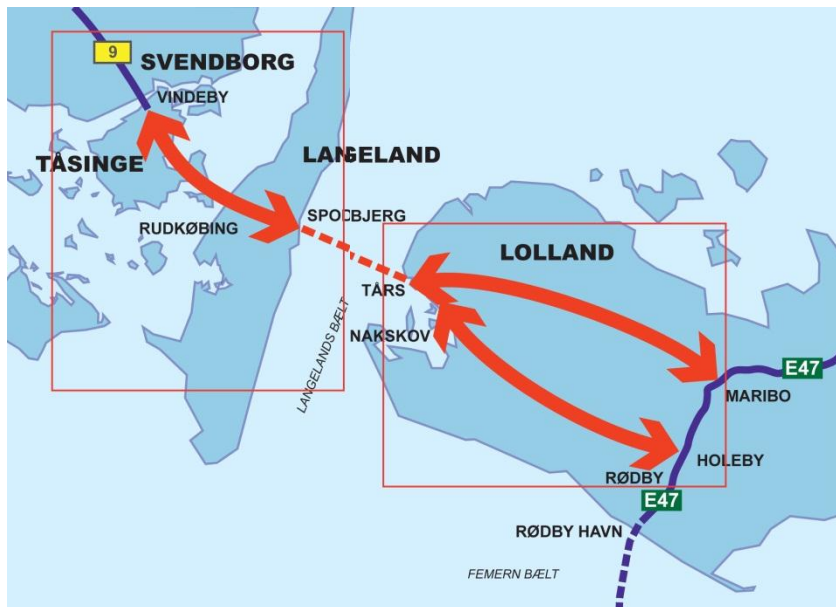 9
SVENDBORG
VINDEBY
TÅSINGE
LANGELAND
RUDKØBING
SPODBJERG
LOLLAND
TÅRS
NAKSKOV
LANGELANDS BÆLT
E47
MARIBO
HOLEBY
RØDBY
E47
RØDBY HAVN
FEMERN BÆLT